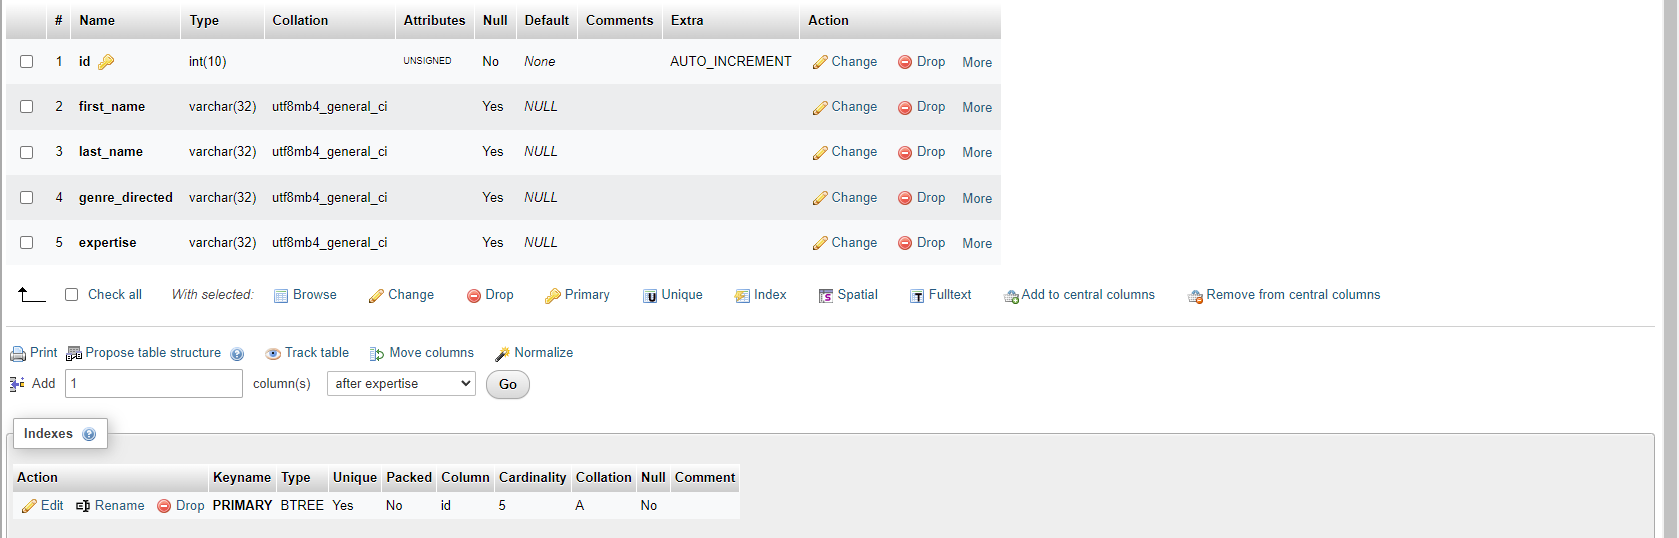 # Name Type Collation Attributes Null Default Comments Extra Action
1 id int(10) UNSIGNED No None AUTO_INCREMENT Change Drop More
2 first_name varchar(32) utf8mb4_general_ci Yes NULL Change Drop More
3 last_name varchar(32) utf8mb4_general_ci Yes NULL Change Drop More
4 genre_directed varchar(32) utf8mb4_general_ci Yes NULL Change Drop More
5 expertise varchar(32) utf8mb4_general_ci Yes NULL Change Drop More
Check all With selected: Browse Change Drop Primary Unique Index Spatial Fulltext Add to central columns Remove from central columns
Print Propose table structure Track table Move columns Normalize
Add 1 column(s) after expertise Go
Indexes
Action Keyname Type Unique Packed Column Cardinality Collation Null Comment
Edit Rename Drop PRIMARY BTREE Yes No id 5 A No